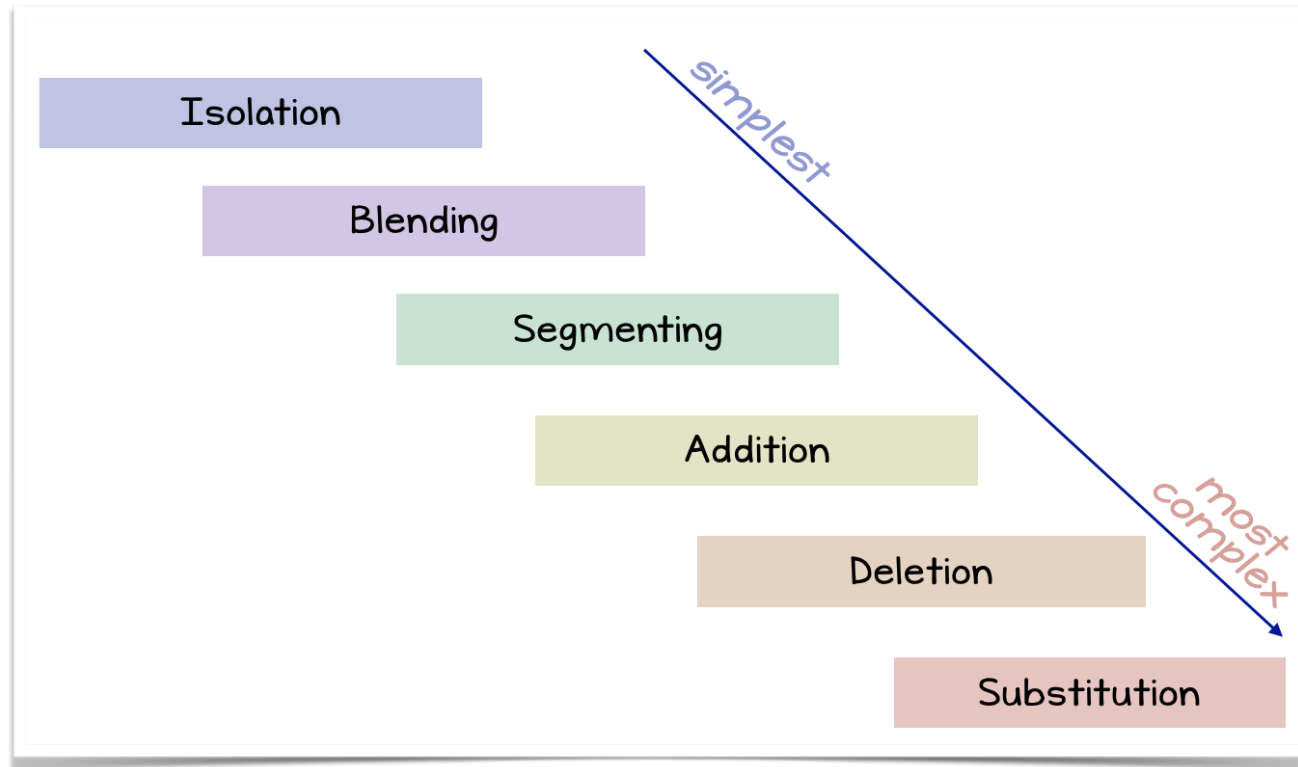 Isolation
simplest
Blending
Segmenting
Addition
most
complex
Deletion
Substitution